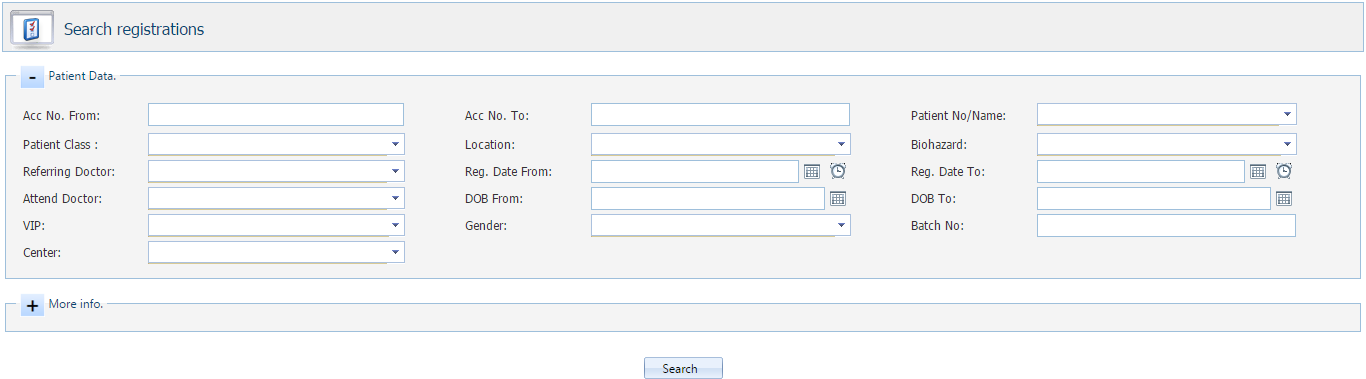 Search registrations
- Patient Data.
Acc No. From: Acc No. To: Patient No/Name:
Patient Class : Location: Biohazard:
Referring Doctor: Reg. Date From: Reg. Date To:
Attend Doctor: DOB From: DOB To:
VIP: Gender: Batch No:
Center:
+ More info.
Search